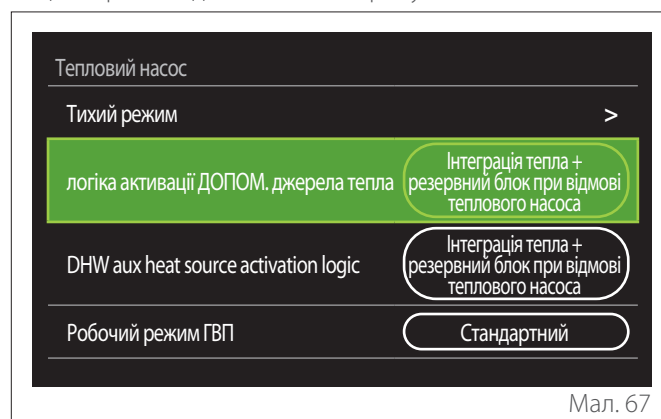 Тепловий насос
Тихий режим >
логіка активації ДОПОМ. джерела тепла
Інтеграція тепла +
резервний блок при відмові
теплового насоса
DHW aux heat source activation logic
Інтеграція тепла +
резервний блок при відмові
теплового насоса
Робочий режим ГВП
Стандартний
Мал. 67